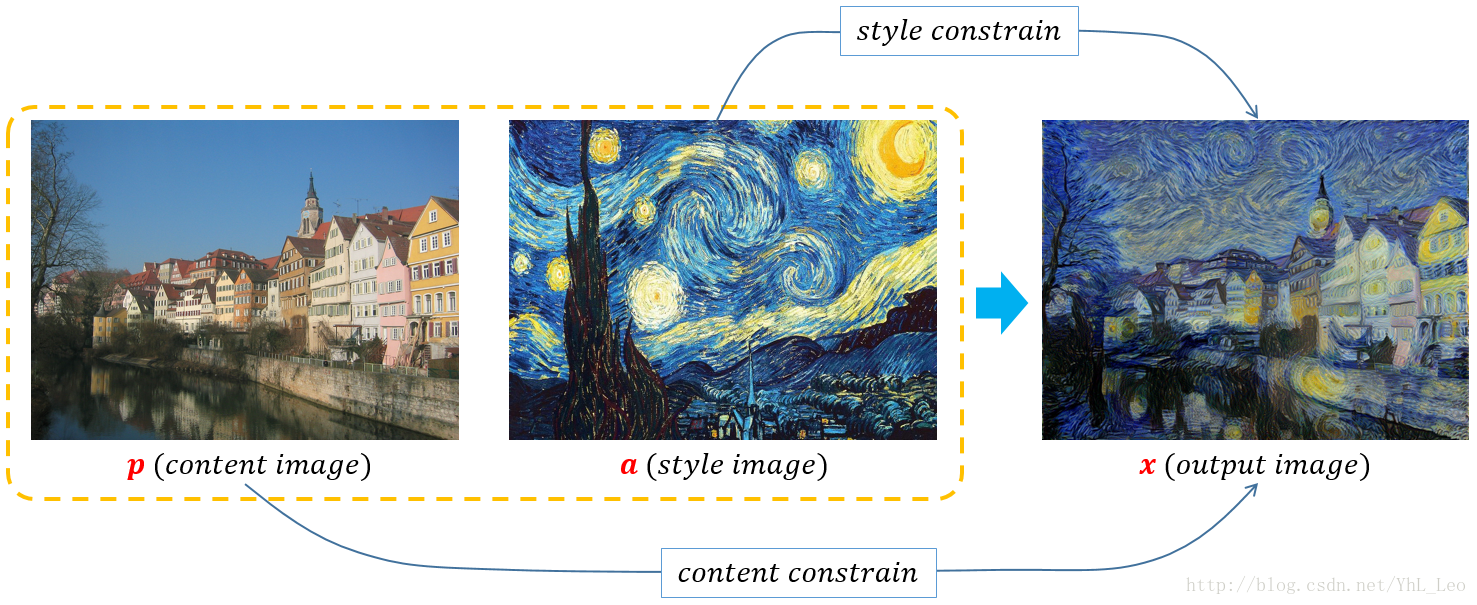 style constrain
p (content image)
a (style image)
x (output image)
content constrain
http://blog.csdn.net/YhL_Leo